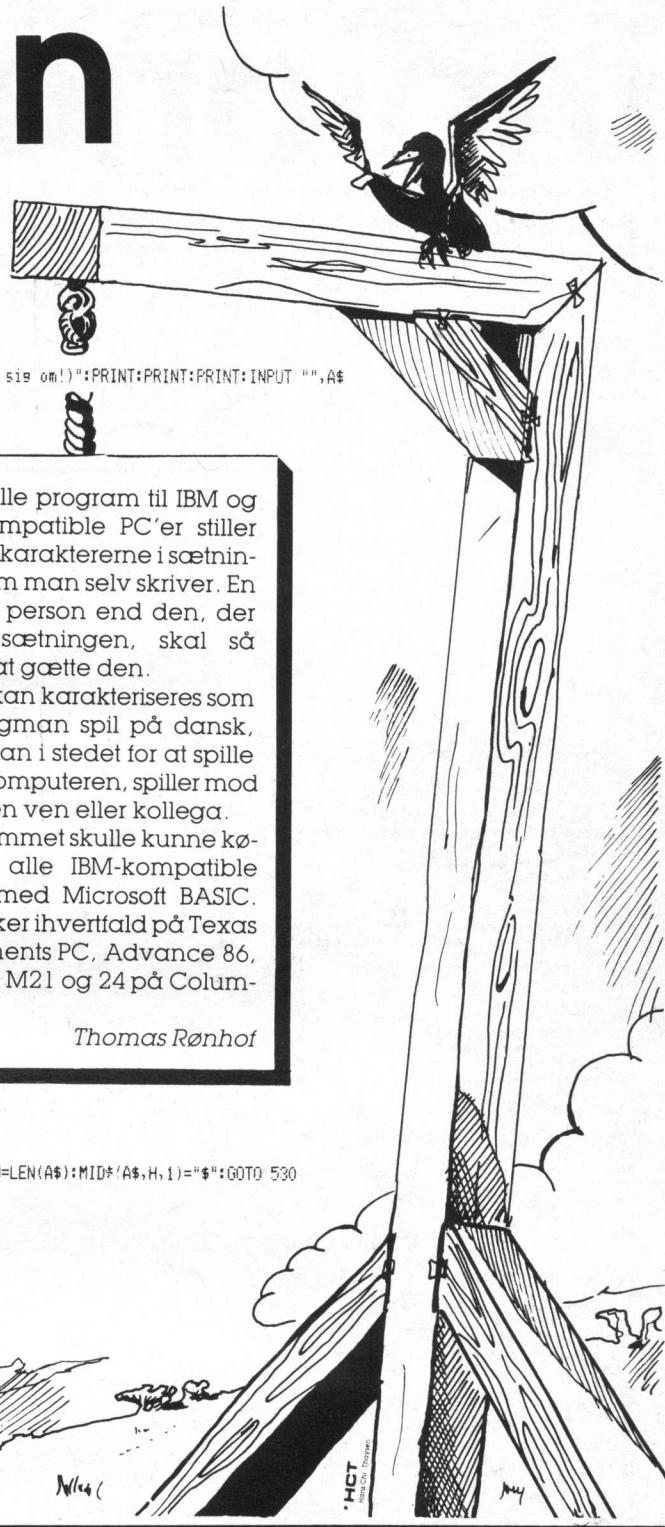 n
sig om!)":PRINT:PRINT:PRINT:INPUT "",A$
lle program til IBM og
mpatible PC'er stiller
karaktererne i sætnin-
m man selv skriver. En
person end den, der
sætningen, skal så
at gætte den.
kan karakteriseres som
gman spil på dansk,
an i stedet for at spille
omputeren, spiller mod
en ven eller kollega.
mmet skulle kunne kø-
alle IBM-kompatible
med Microsoft BASIC.
ker ihvertfald på Texas
ments PC, Advance 86,
M21 og 24 på Colum-
Thomas Rønhof
=LEN(A$):MID$(A$,H,1)="$":GOTO 530
HCT
Hans Chr. Thaysen